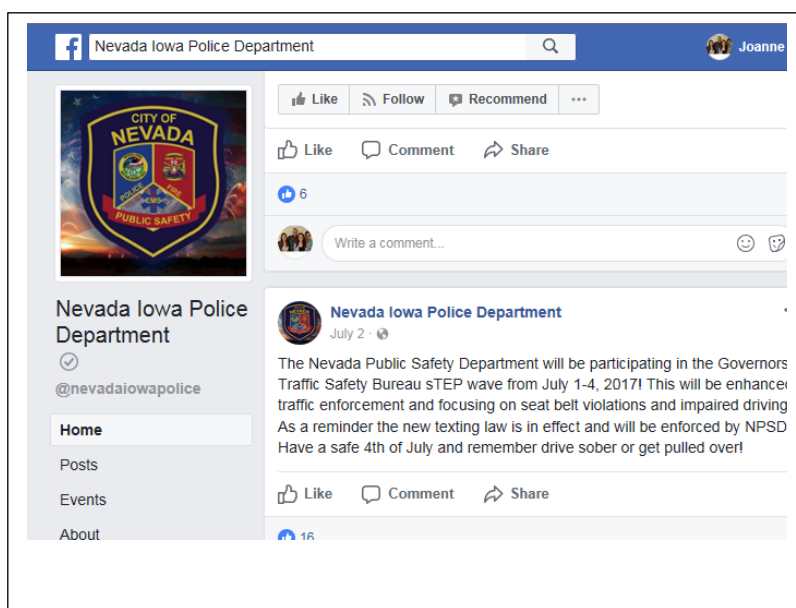 Nevada Iowa Police Department
Joanne
CITY OF
NEVADA
POLICE
FIRE
EMS
PUBLIC SAFETY
Nevada Iowa Police
Department
@nevadaiowapolice
Home
Posts
Events
About
Like Follow Recommend
Like Comment Share
6
Write a comment...
Nevada Iowa Police Department
July 2
The Nevada Public Safety Department will be participating in the Governors
Traffic Safety Bureau sTEP wave from July 1-4, 2017! This will be enhanced
traffic enforcement and focusing on seat belt violations and impaired driving
As a reminder the new texting law is in effect and will be enforced by NPSD
Have a safe 4th of July and remember drive sober or get pulled over!
Like Comment Share
16